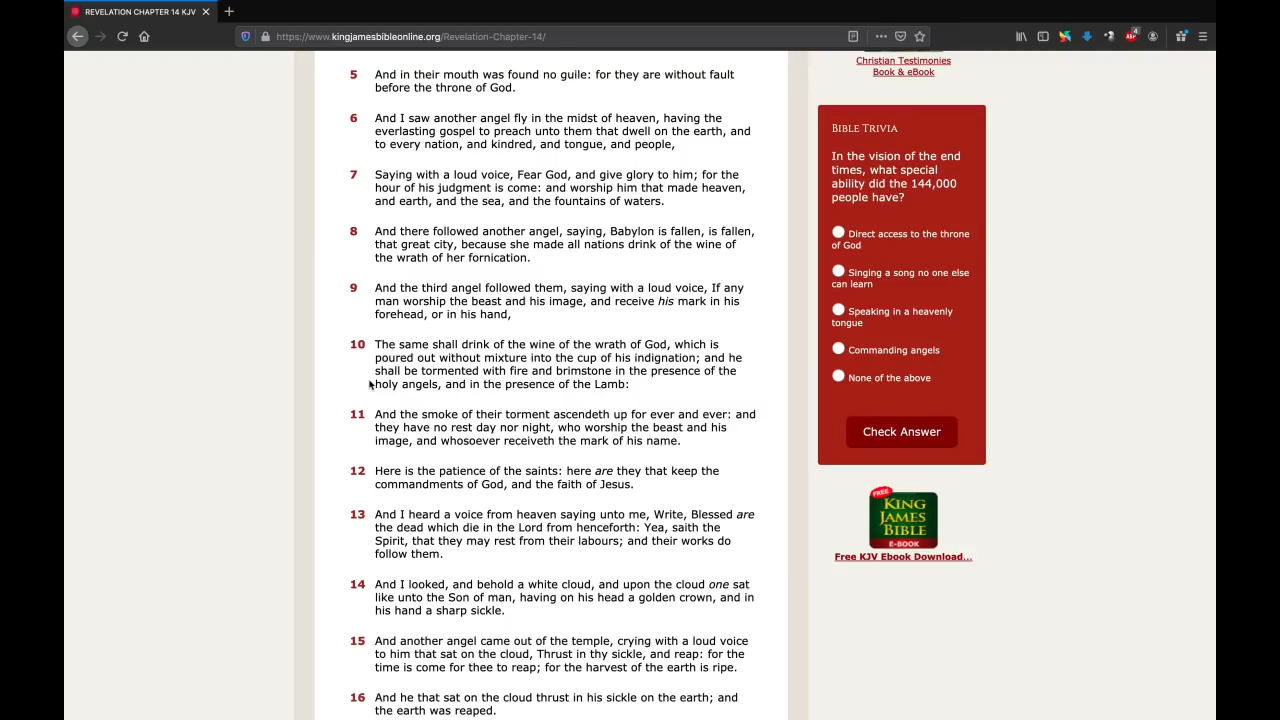 REVELATION CHAPTER 14 KJV
https://www.kingjamesbibleonline.org/Revelation-Chapter-14/
5 And in their mouth was found no guile: for they are without fault
before the throne of God.
6 And I saw another angel fly in the midst of heaven, having the
everlasting gospel to preach unto them that dwell on the earth, and
to every nation, and kindred, and tongue, and people,
7 Saying with a loud voice, Fear God, and give glory to him; for the
hour of his judgment is come: and worship him that made heaven,
and earth, and the sea, and the fountains of waters.
8 And there followed another angel, saying, Babylon is fallen, is fallen,
that great city, because she made all nations drink of the wine of
the wrath of her fornication.
9 And the third angel followed them, saying with a loud voice, If any
man worship the beast and his image, and receive his mark in his
forehead, or in his hand,
10 The same shall drink of the wine of the wrath of God, which is
poured out without mixture into the cup of his indignation; and he
shall be tormented with fire and brimstone in the presence of the
holy angels, and in the presence of the Lamb:
11 And the smoke of their torment ascendeth up for ever and ever: and
they have no rest day nor night, who worship the beast and his
image, and whosoever receiveth the mark of his name.
12 Here is the patience of the saints: here are they that keep the
commandments of God, and the faith of Jesus.
13 And I heard a voice from heaven saying unto me, Write, Blessed are
the dead which die in the Lord from henceforth: Yea, saith the
Spirit, that they may rest from their labours; and their works do
follow them.
14 And I looked, and behold a white cloud, and upon the cloud one sat
like unto the Son of man, having on his head a golden crown, and in
his hand a sharp sickle.
15 And another angel came out of the temple, crying with a loud voice
to him that sat on the cloud, Thrust in thy sickle, and reap: for the
time is come for thee to reap; for the harvest of the earth is ripe.
16 And he that sat on the cloud thrust in his sickle on the earth; and
the earth was reaped.
Christian Testimonies
Book & eBook
BIBLE TRIVIA
In the vision of the end
times, what special
ability did the 144,000
people have?
Direct access to the throne
of God
Singing a song no one else
can learn
Speaking in a heavenly
tongue
Commanding angels
None of the above
Check Answer
FREE
KING
JAMES
BIBLE
E-BOOK
Free KJV Ebook Download...